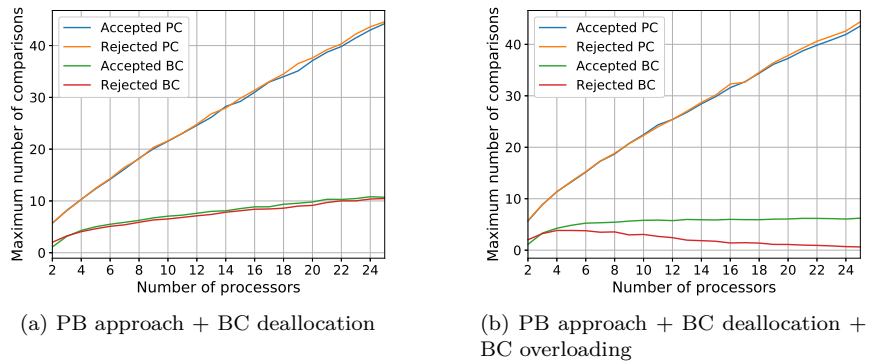 Maximum number of comparisons
40
30
20
10
0
Accepted PC
Rejected PC
Accepted BC
Rejected BC
2 4 6 8 10 12 14 16 18 20 22 24
Number of processors
(a) PB approach + BC deallocation
Maximum number of comparisons
40
30
20
10
0
Accepted PC
Rejected PC
Accepted BC
Rejected BC
2 4 6 8 10 12 14 16 18 20 22 24
Number of processors
(b) PB approach + BC deallocation +
BC overloading